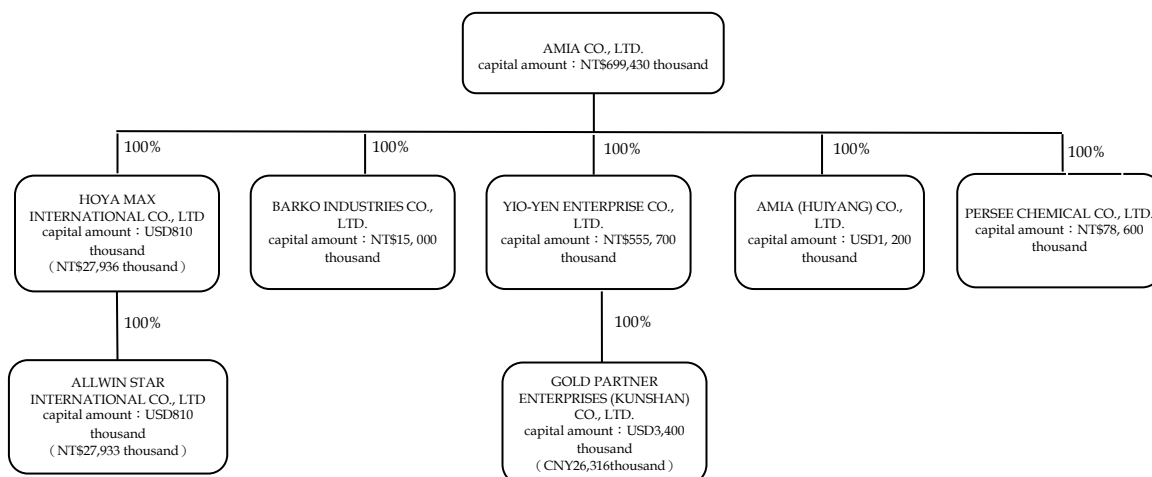 AMIA CO., LTD.
capital amount：NT$699,430 thousand
100%
100%
100%
100%
100%
HOYA MAX
INTERNATIONAL CO., LTD
capital amount：USD810
thousand
（NT$27,936 thousand）
BARKO INDUSTRIES CO.,
LTD.
capital amount：NT$15, 000
thousand
YIO-YEN ENTERPRISE CO.,
LTD.
capital amount：NT$555, 700
thousand
AMIA (HUIYANG) CO.,
LTD.
capital amount：USD1, 200
thousand
PERSEE CHEMICAL CO., LTD.
capital amount：NT$78, 600
thousand
100%
100%
ALLWIN STAR
INTERNATIONAL CO., LTD
capital amount：USD810
thousand
（NT$27,933 thousand）
GOLD PARTNER
ENTERPRISES (KUNSHAN)
CO., LTD.
capital amount：USD3,400
thousand
（CNY26,316thousand）